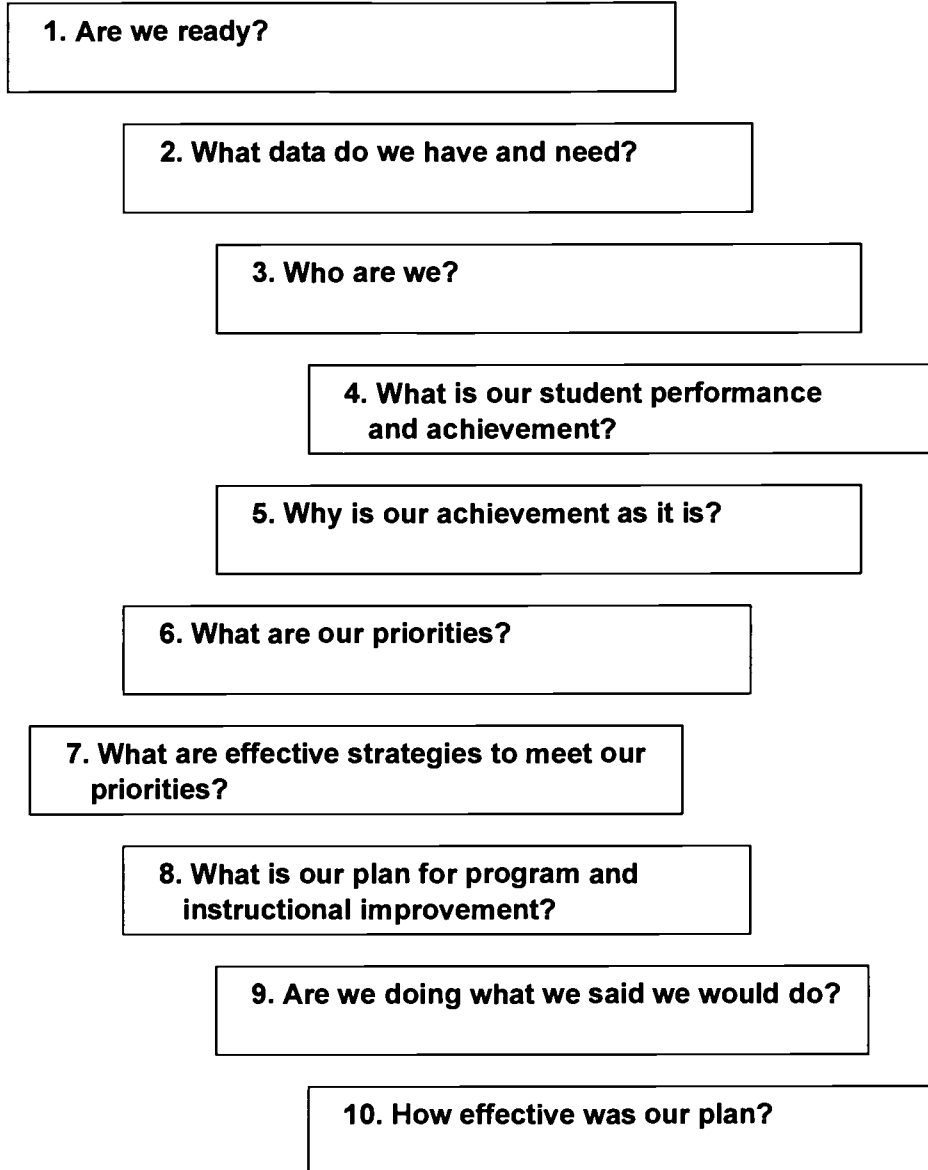 1. Are we ready?
2. What data do we have and need?
3. Who are we?
4. What is our student performance
and achievement?
5. Why is our achievement as it is?
6. What are our priorities?
7. What are effective strategies to meet our
priorities?
8. What is our plan for program and
instructional improvement?
9. Are we doing what we said we would do?
10. How effective was our plan?